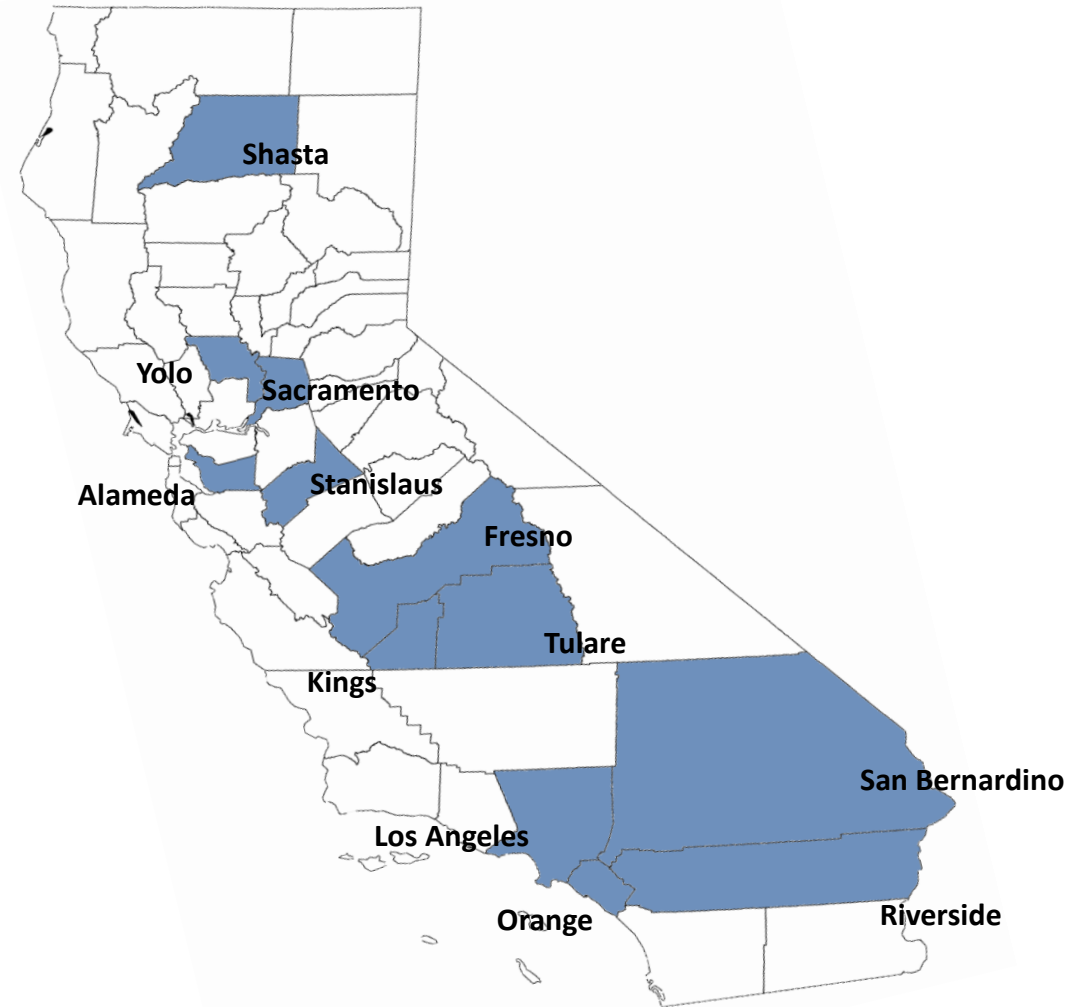 Shasta
Yolo
Sacramento
Alameda
Stanislaus
Fresno
Tulare
Kings
San Bernardino
Los Angeles
Orange
Riverside